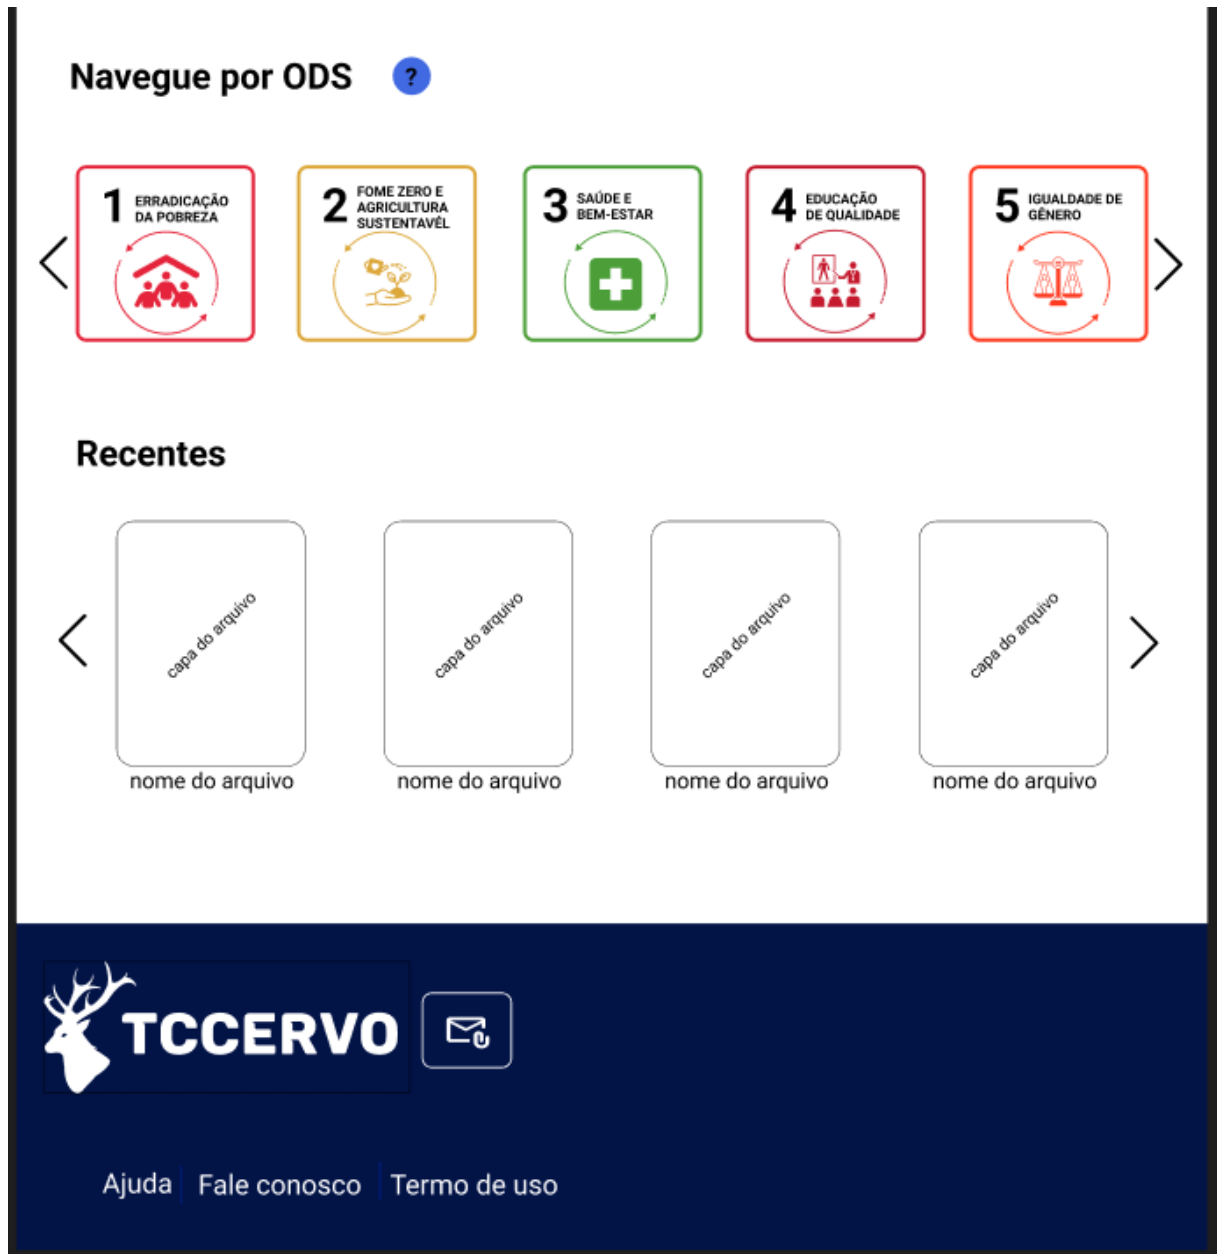 Navegue por ODS ?
1 ERRADICAÇÃO
DA POBREZA
2 FOME ZERO E
AGRICULTURA
SUSTENTAVÉL
3 SAÚDE E
BEM-ESTAR
4 EDUCAÇÃO
DE QUALIDADE
5 IGUALDADE DE
GÊNERO
Recentes
capa do arquivo
capa do arquivo
capa do arquivo
capa do arquivo
nome do arquivo
nome do arquivo
nome do arquivo
nome do arquivo
TCCERVO
Ajuda Fale conosco Termo de uso